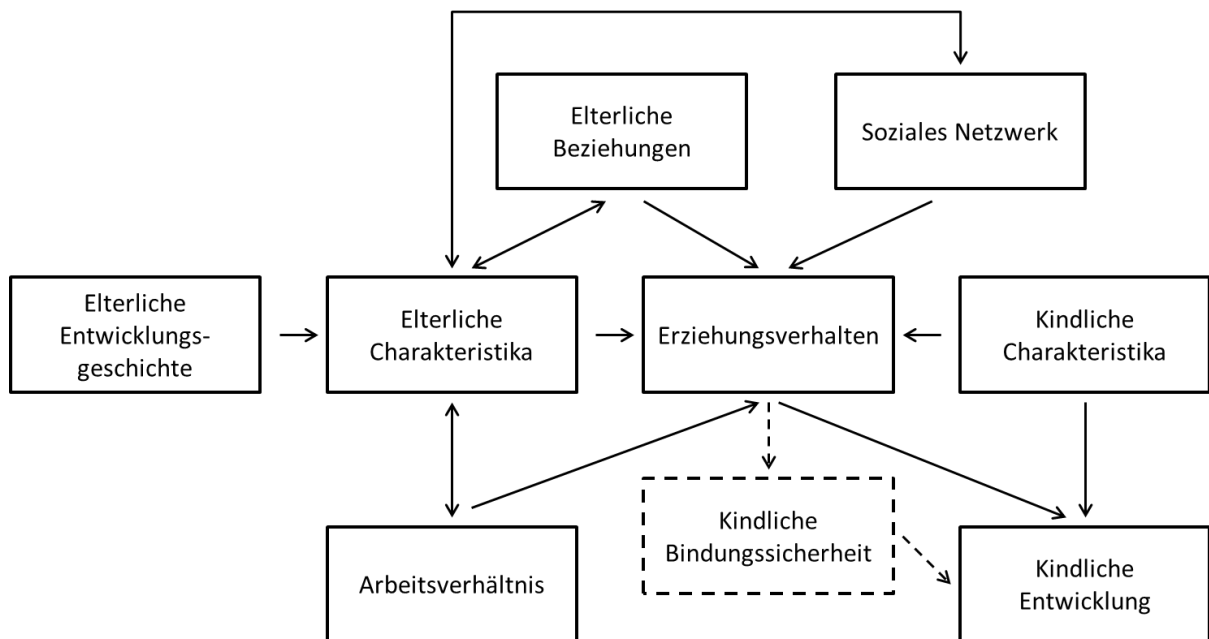 Elterliche
Beziehungen
Soziales Netzwerk
Elterliche
Entwicklungs-
geschichte
Elterliche
Charakteristika
Erziehungsverhalten
Kindliche
Charakteristika
Arbeitsverhältnis
Kindliche
Bindungssicherheit
Kindliche
Entwicklung